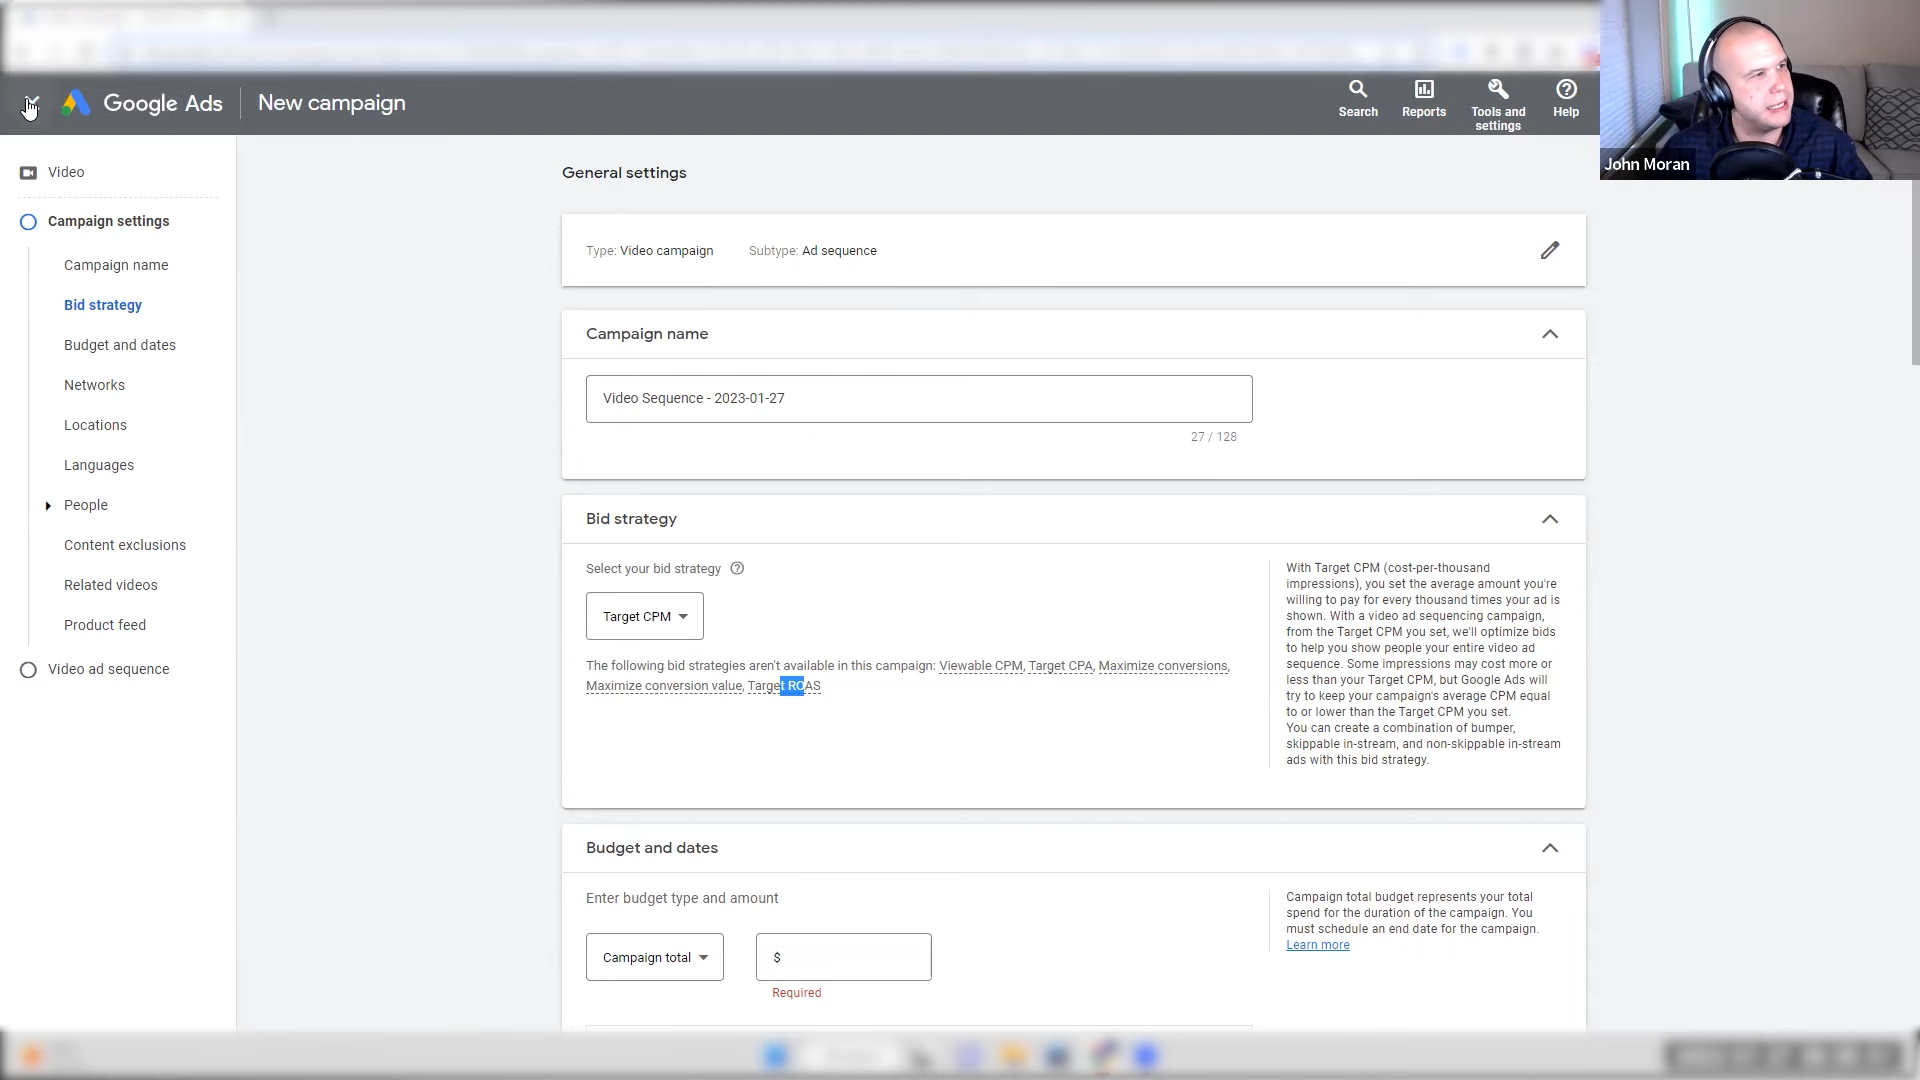 Google Ads
New campaign
Search
Reports
Tools and
settings
Help
John Moran
Video
Campaign settings
Campaign name
Bid strategy
Budget and dates
Networks
Locations
Languages
People
Content exclusions
Related videos
Product feed
Video ad sequence
General settings
Type: Video campaign
Subtype: Ad sequence
Campaign name
Video Sequence - 2023-01-27
27 / 128
Bid strategy
Select your bid strategy
Target CPM
The following bid strategies aren't available in this campaign: Viewable CPM, Target CPA, Maximize conversions,
Maximize conversion value, Target ROAS
With Target CPM (cost-per-thousand
impressions), you set the average amount you're
willing to pay for every thousand times your ad is
shown. With a video ad sequencing campaign,
from the Target CPM you set, we'll optimize bids
to help you show people your entire video ad
sequence. Some impressions may cost more or
less than your Target CPM, but Google Ads will
try to keep your campaign's average CPM equal
to or lower than the Target CPM you set.
You can create a combination of bumper,
skippable in-stream, and non-skippable in-stream
ads with this bid strategy.
Budget and dates
Enter budget type and amount
Campaign total
$
Required
Campaign total budget represents your total
spend for the duration of the campaign. You
must schedule an end date for the campaign.
Learn more